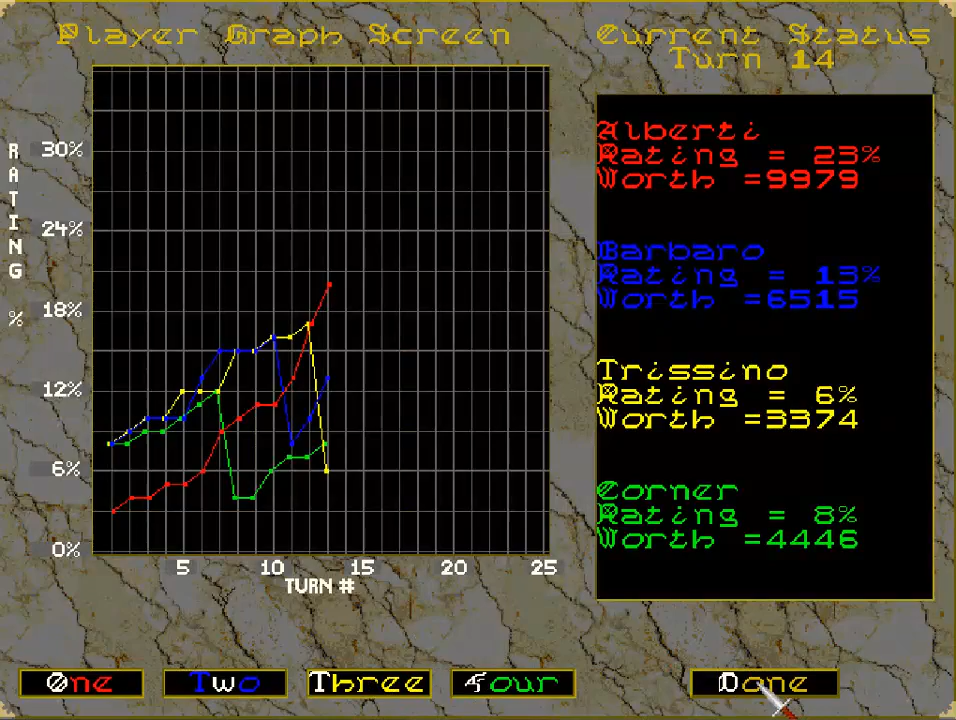 Player Graph Screen
Current Status
Turn 14
RATING %
30%
24%
18%
12%
6%
0%
5 10 15 20 25
TURN #
Alberti
Rating = 23%
Worth =9979
Barbaro
Rating = 13%
Worth =6515
Trissino
Rating = 6%
Worth =3374
Corner
Rating = 8%
Worth =4446
One Two Three Four Done